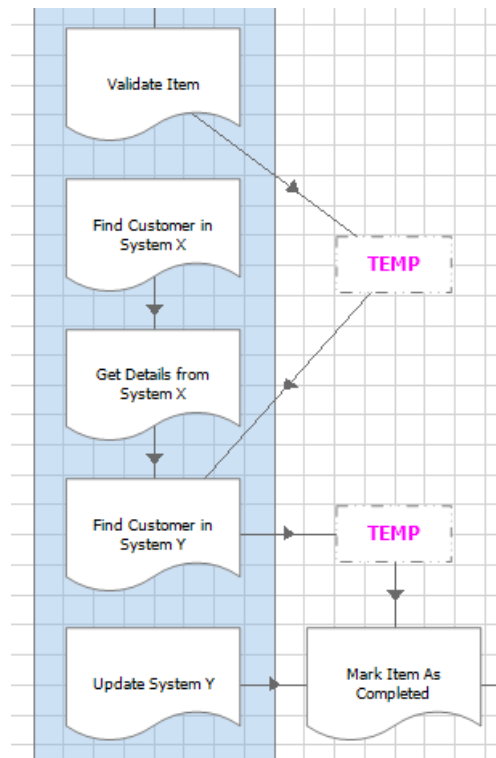 Validate Item
Find Customer in
System X
TEMP
Get Details from
System X
Find Customer in
System Y
TEMP
Update System Y
Mark Item As
Completed